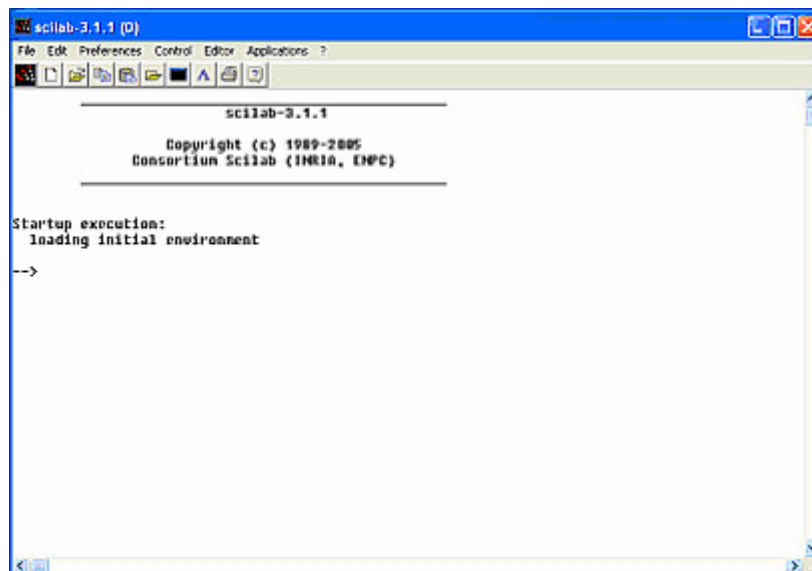 scilab-3.1.1 (0)
File Edit Preferences Control Editor Applications ?
scilab-3.1.1
Copyright (c) 1989-2005
Consortium Scilab (INRIA, ENPC)
Startup execution:
loading initial environment
-->